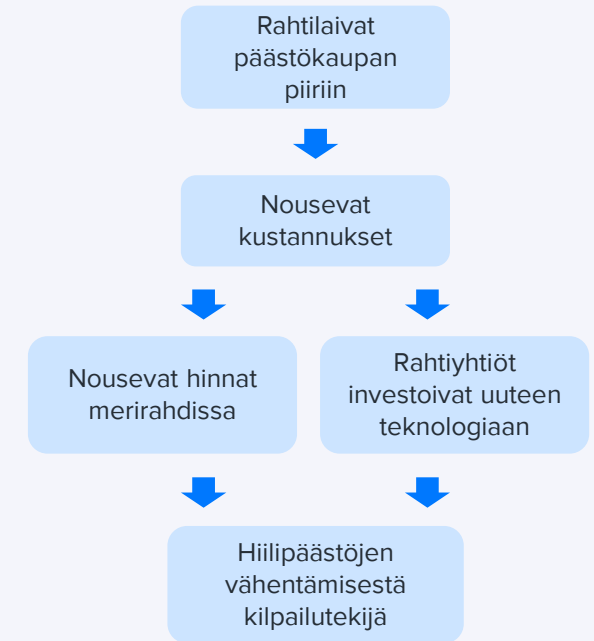 Rahtilaivat
päästökaupan
piiriin
Nousevat
kustannukset
Nousevat hinnat
merirahdissa
Rahtiyhtiöt
investoivat uuteen
teknologiaan
Hiilipäästöjen
vähentämisestä
kilpailutekijä